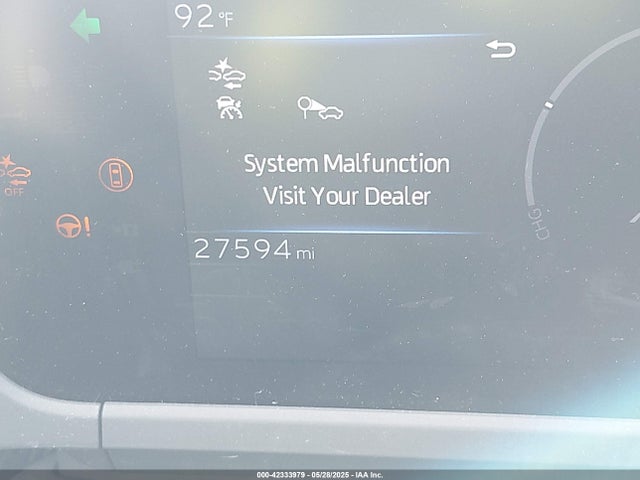 92°F
System Malfunction
Visit Your Dealer
OFF
CHG
27594 mi
000-42333979 - 05/28/2025 - IAA Inc.